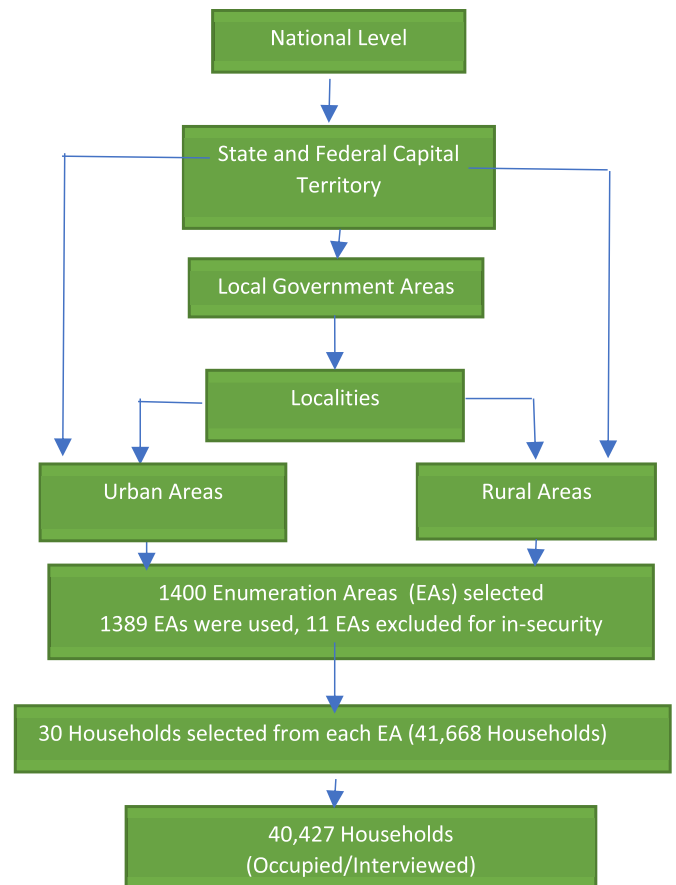 National Level
State and Federal Capital
Territory
Local Government Areas
Localities
Urban Areas
Rural Areas
1400 Enumeration Areas  (EAs) selected
1389 EAs were used, 11 EAs excluded for in-security
30 Households selected from each EA (41,668 Households)
40,427 Households
(Occupied/Interviewed)